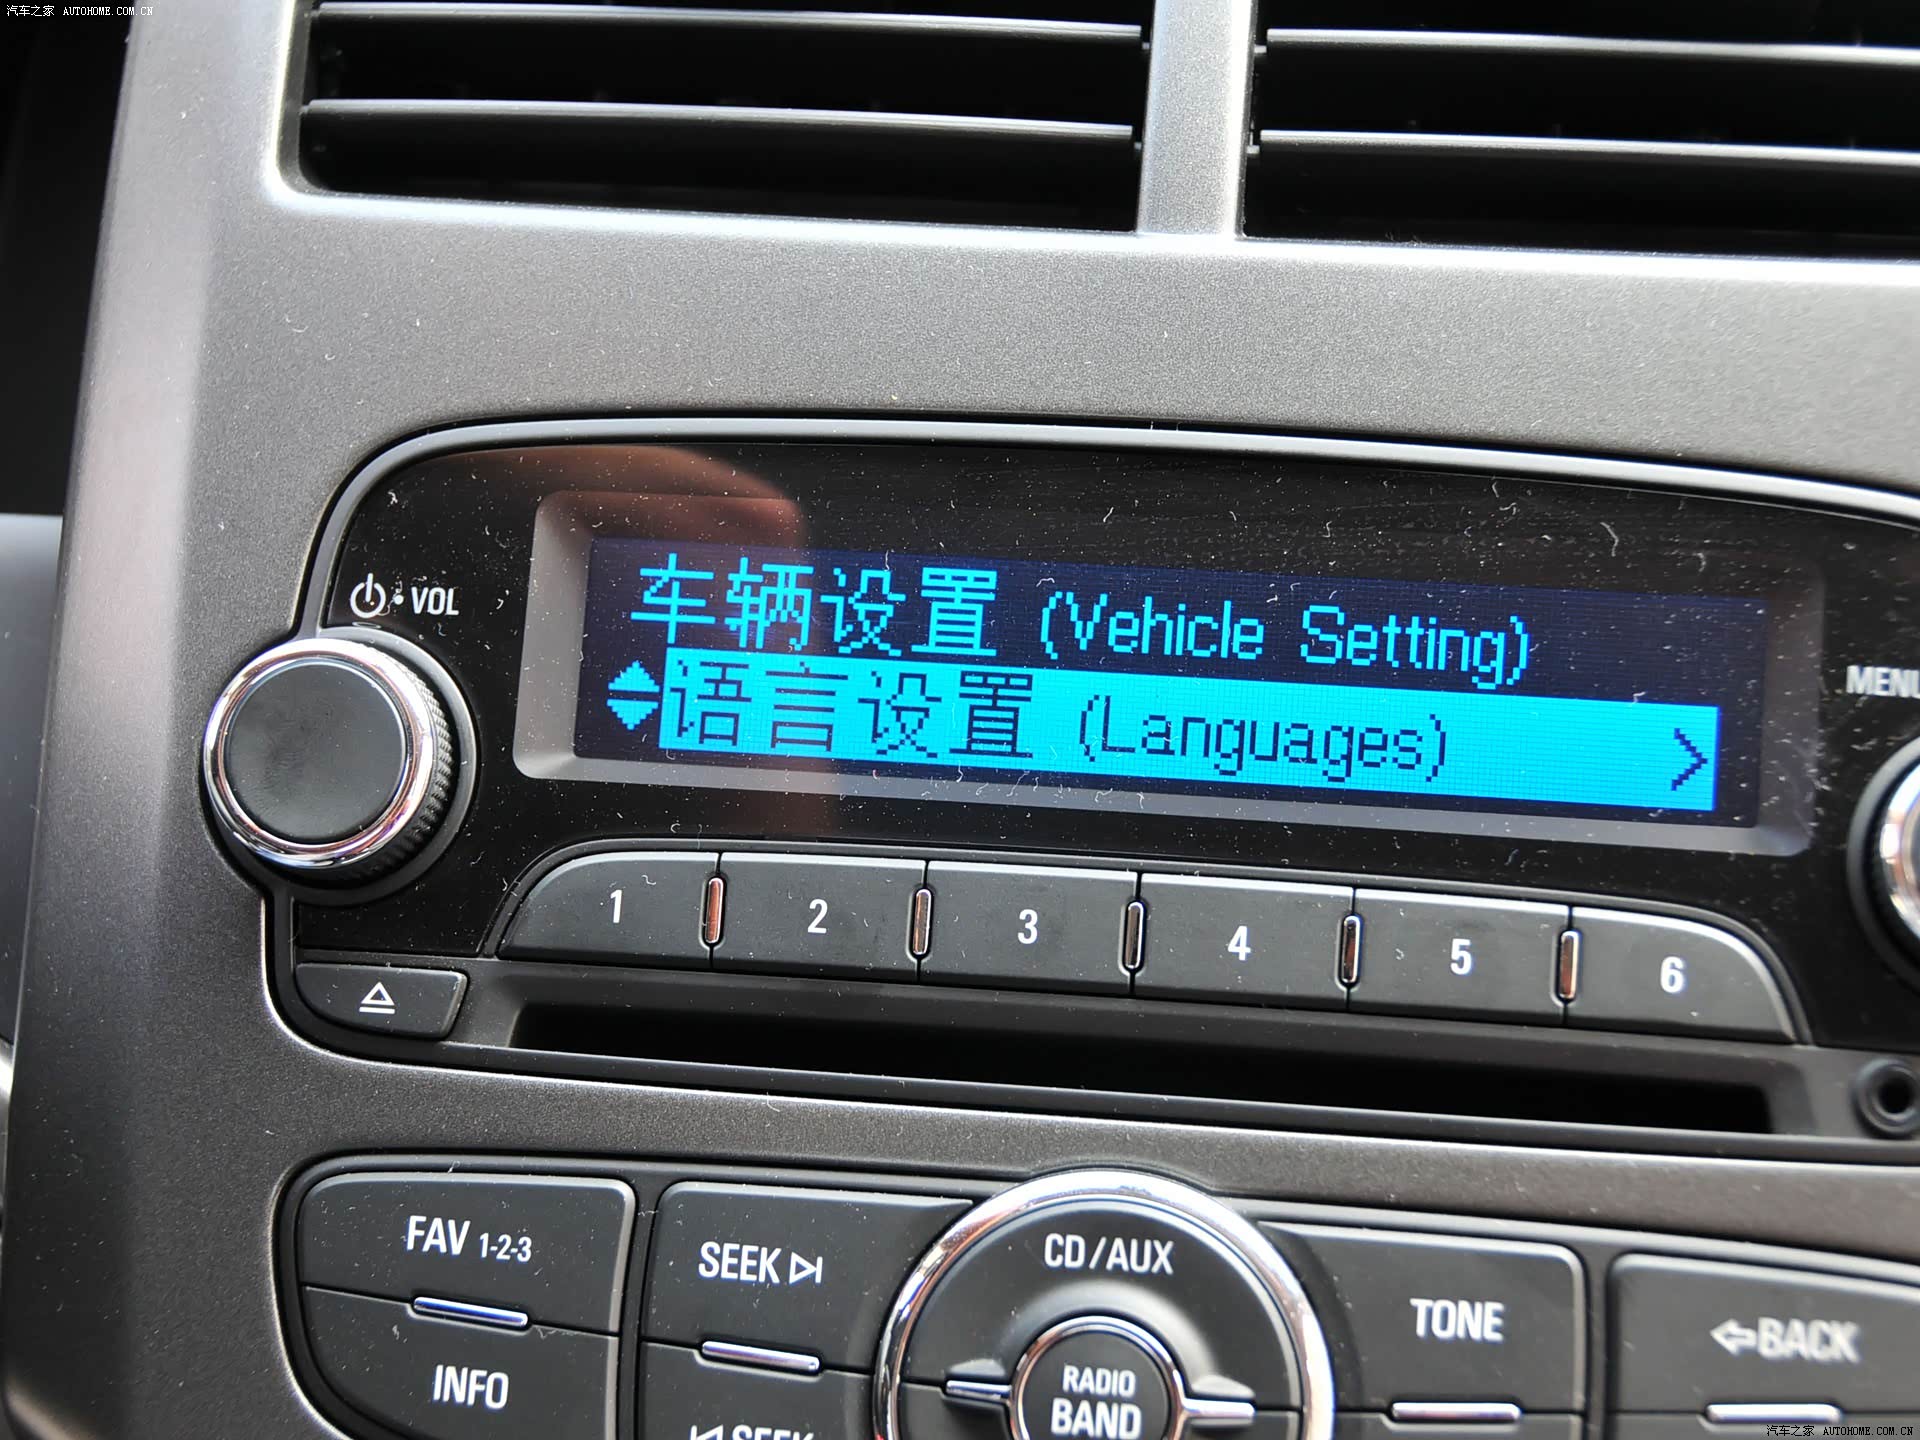 汽车之家 AUTOHOME.COM.CN
车辆设置 (Vehicle Setting)
语言设置 (Languages)
VOL
MENU
1 2 3 4 5 6
FAV 1-2-3
SEEK
CD/AUX
TONE
BACK
INFO
RADIO
BAND
SEEK
汽车之家 AUTOHOME.COM.CN